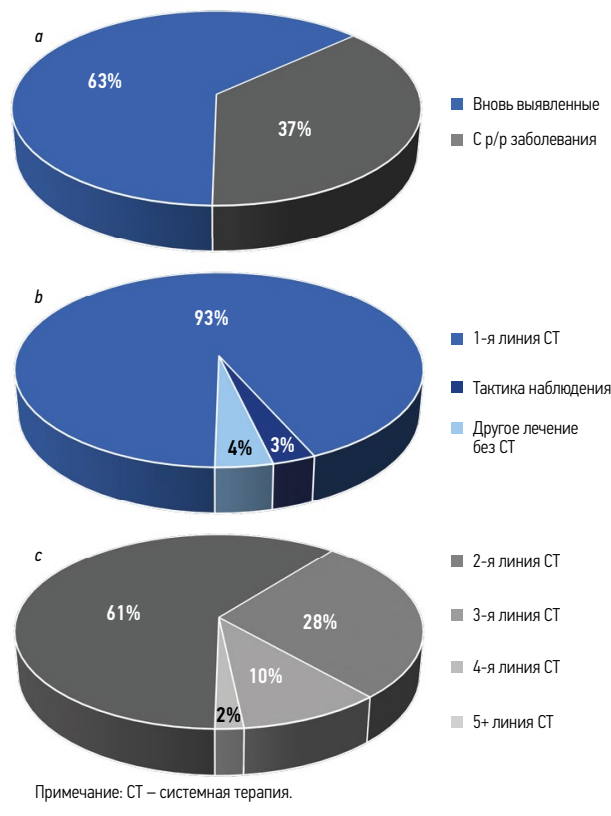 a
63%
37%
Вновь выявленные
С р/р заболевания
b
93%
4%
3%
1-я линия СТ
Тактика наблюдения
Другое лечение
без СТ
c
61%
28%
10%
2%
2-я линия СТ
3-я линия СТ
4-я линия СТ
5+ линия СТ
Примечание: СТ – системная терапия.